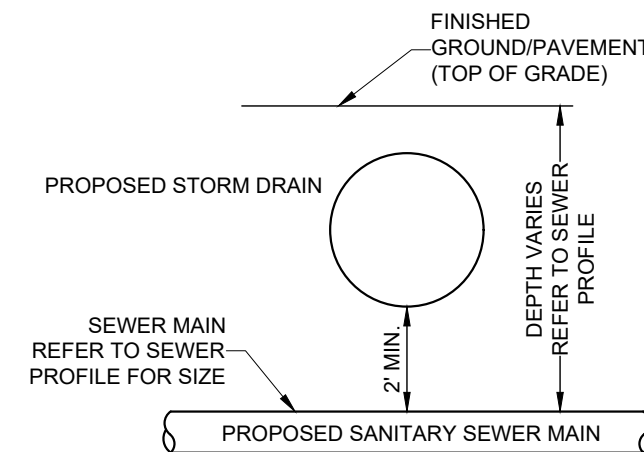 FINISHED
GROUND/PAVEMENT
(TOP OF GRADE)
PROPOSED STORM DRAIN
DEPTH VARIES
REFER TO SEWER
PROFILE
SEWER MAIN
REFER TO SEWER
PROFILE FOR SIZE
2' MIN.
PROPOSED SANITARY SEWER MAIN